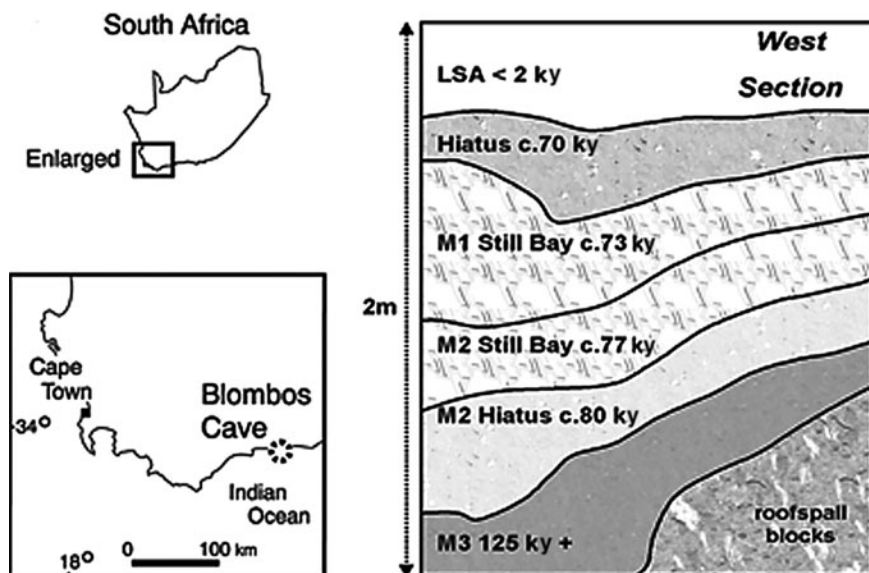 South Africa
Enlarged
Cape
Town
Blombos
Cave
34°
Indian
Ocean
0 100 km
18°
2m
West
Section
LSA < 2 ky
Hiatus c.70 ky
M1 Still Bay c.73 ky
M2 Still Bay c.77 ky
M2 Hiatus c.80 ky
M3 125 ky +
roofspall
blocks